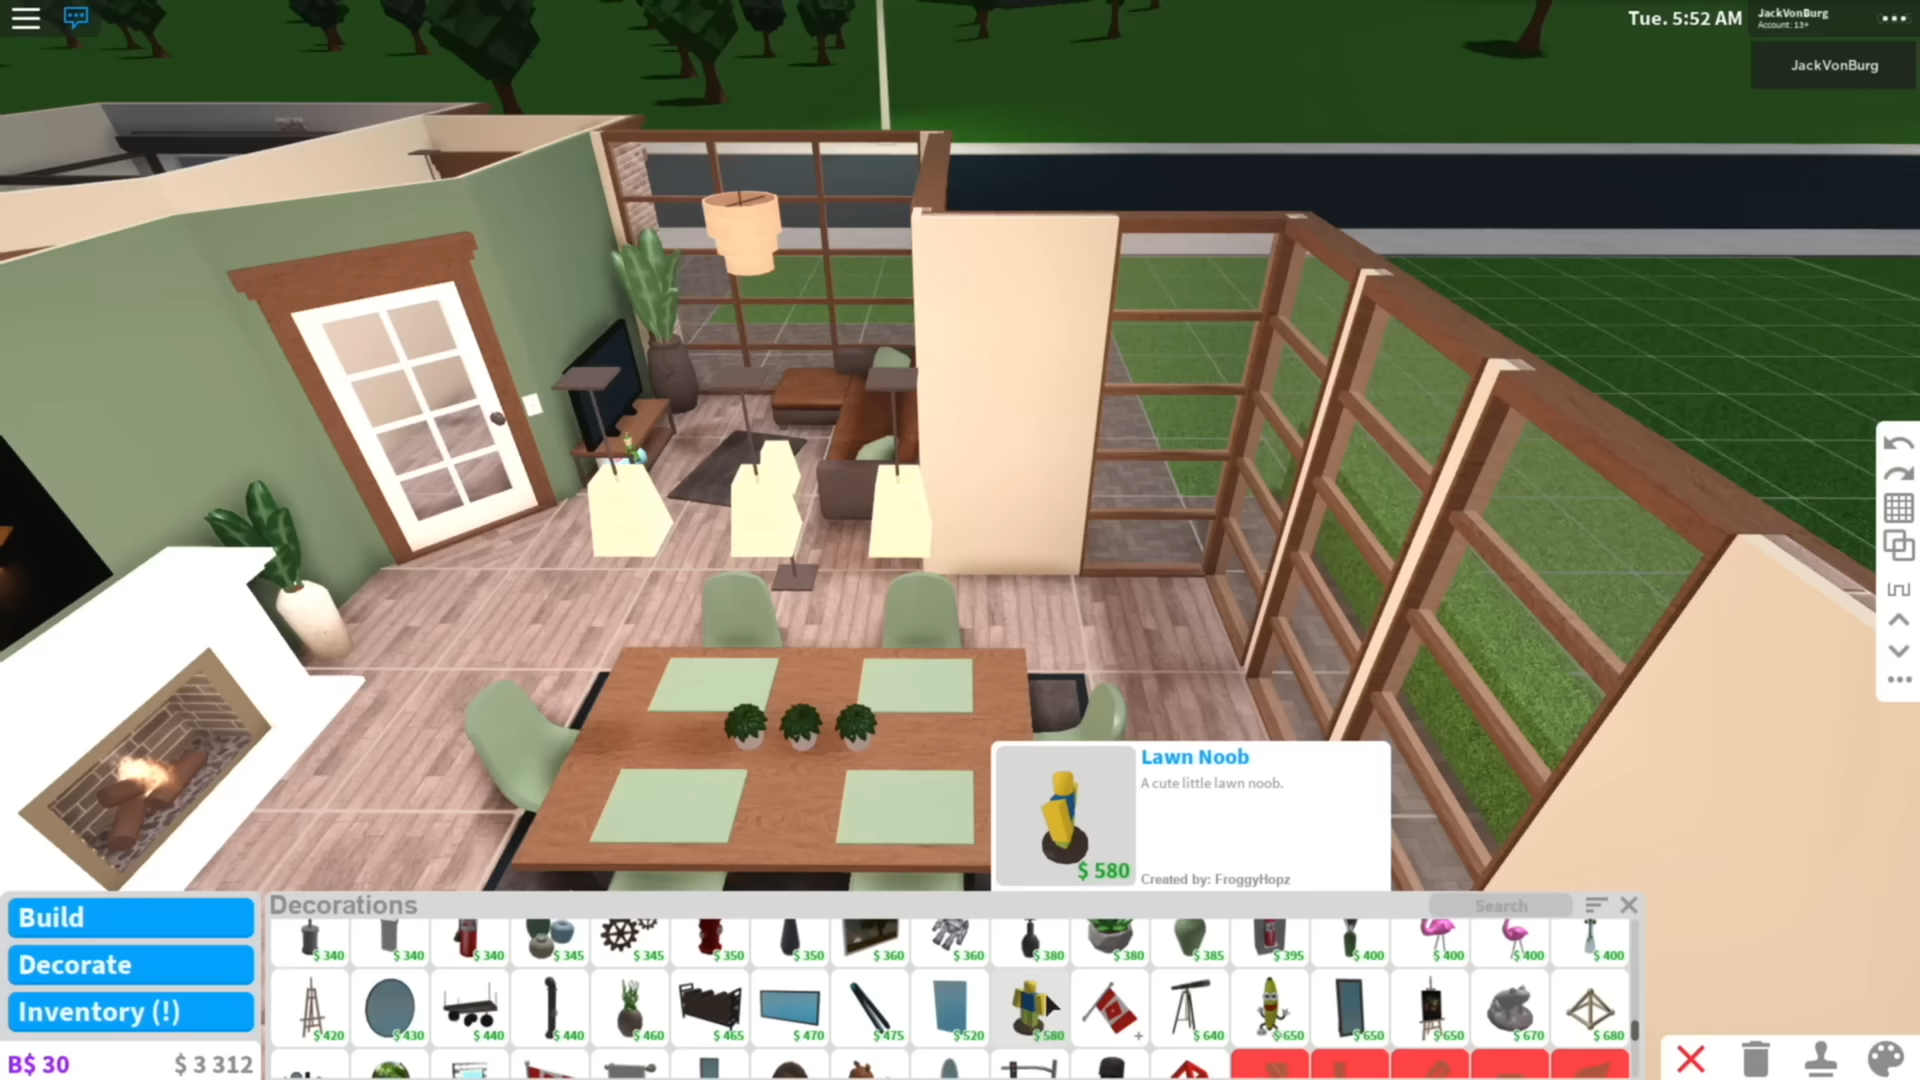 Tue. 5:52 AM
JackVonBurg
Account: 13+
JackVonBurg
Lawn Noob
A cute little lawn noob.
$ 580
Created by: FroggyHopz
Build
Decorate
Inventory (!)
B$ 30
$ 3 312
Decorations
Search
$ 340
$ 340
$ 340
$ 345
$ 345
$ 350
$ 350
$ 360
$ 360
$ 380
$ 380
$ 385
$ 395
$ 400
$ 400
$ 400
$ 400
$ 420
$ 430
$ 440
$ 440
$ 460
$ 465
$ 470
$ 475
$ 520
$ 580
+
$ 640
$ 650
$ 650
$ 650
$ 670
$ 680